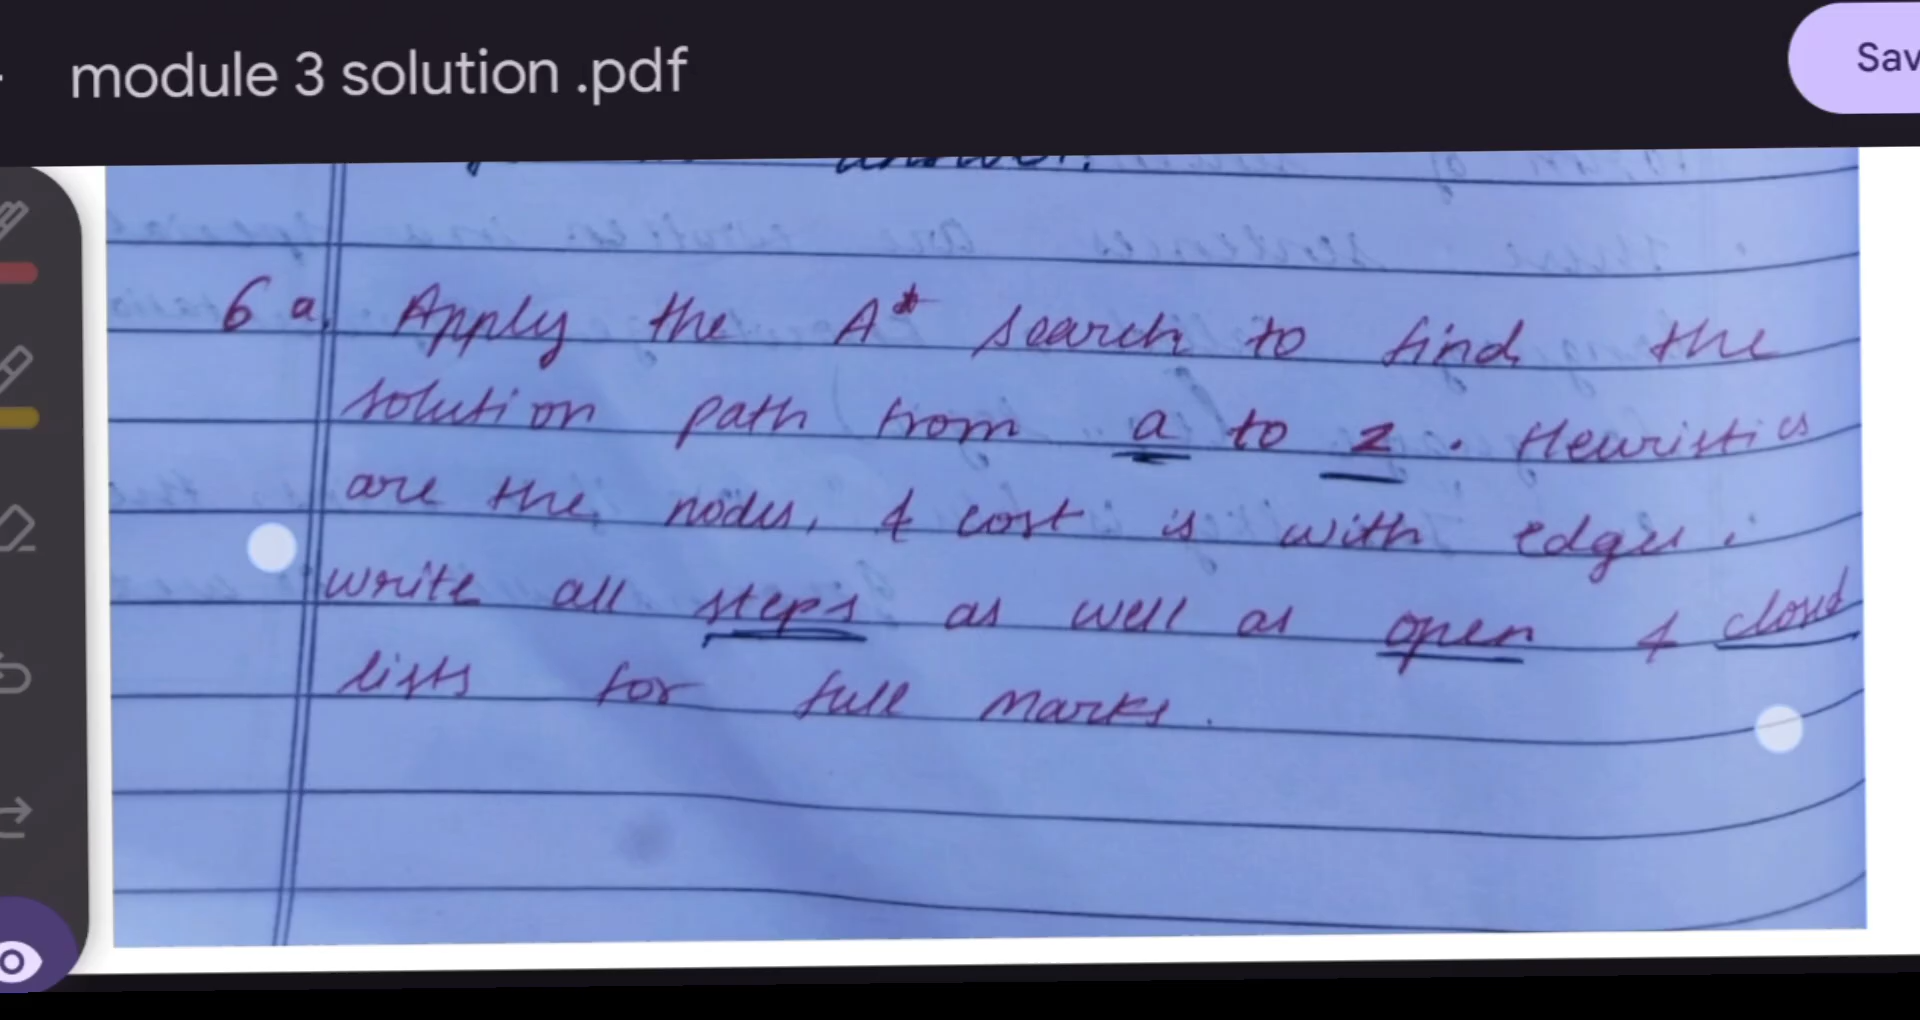 module 3 solution .pdf
Sav
answer.
6 a. Apply the A* search to find the
solution path from a to z . Heuristics
are the nodes, & cost is with edges.
write all steps as well as open & closed
lists for full marks.